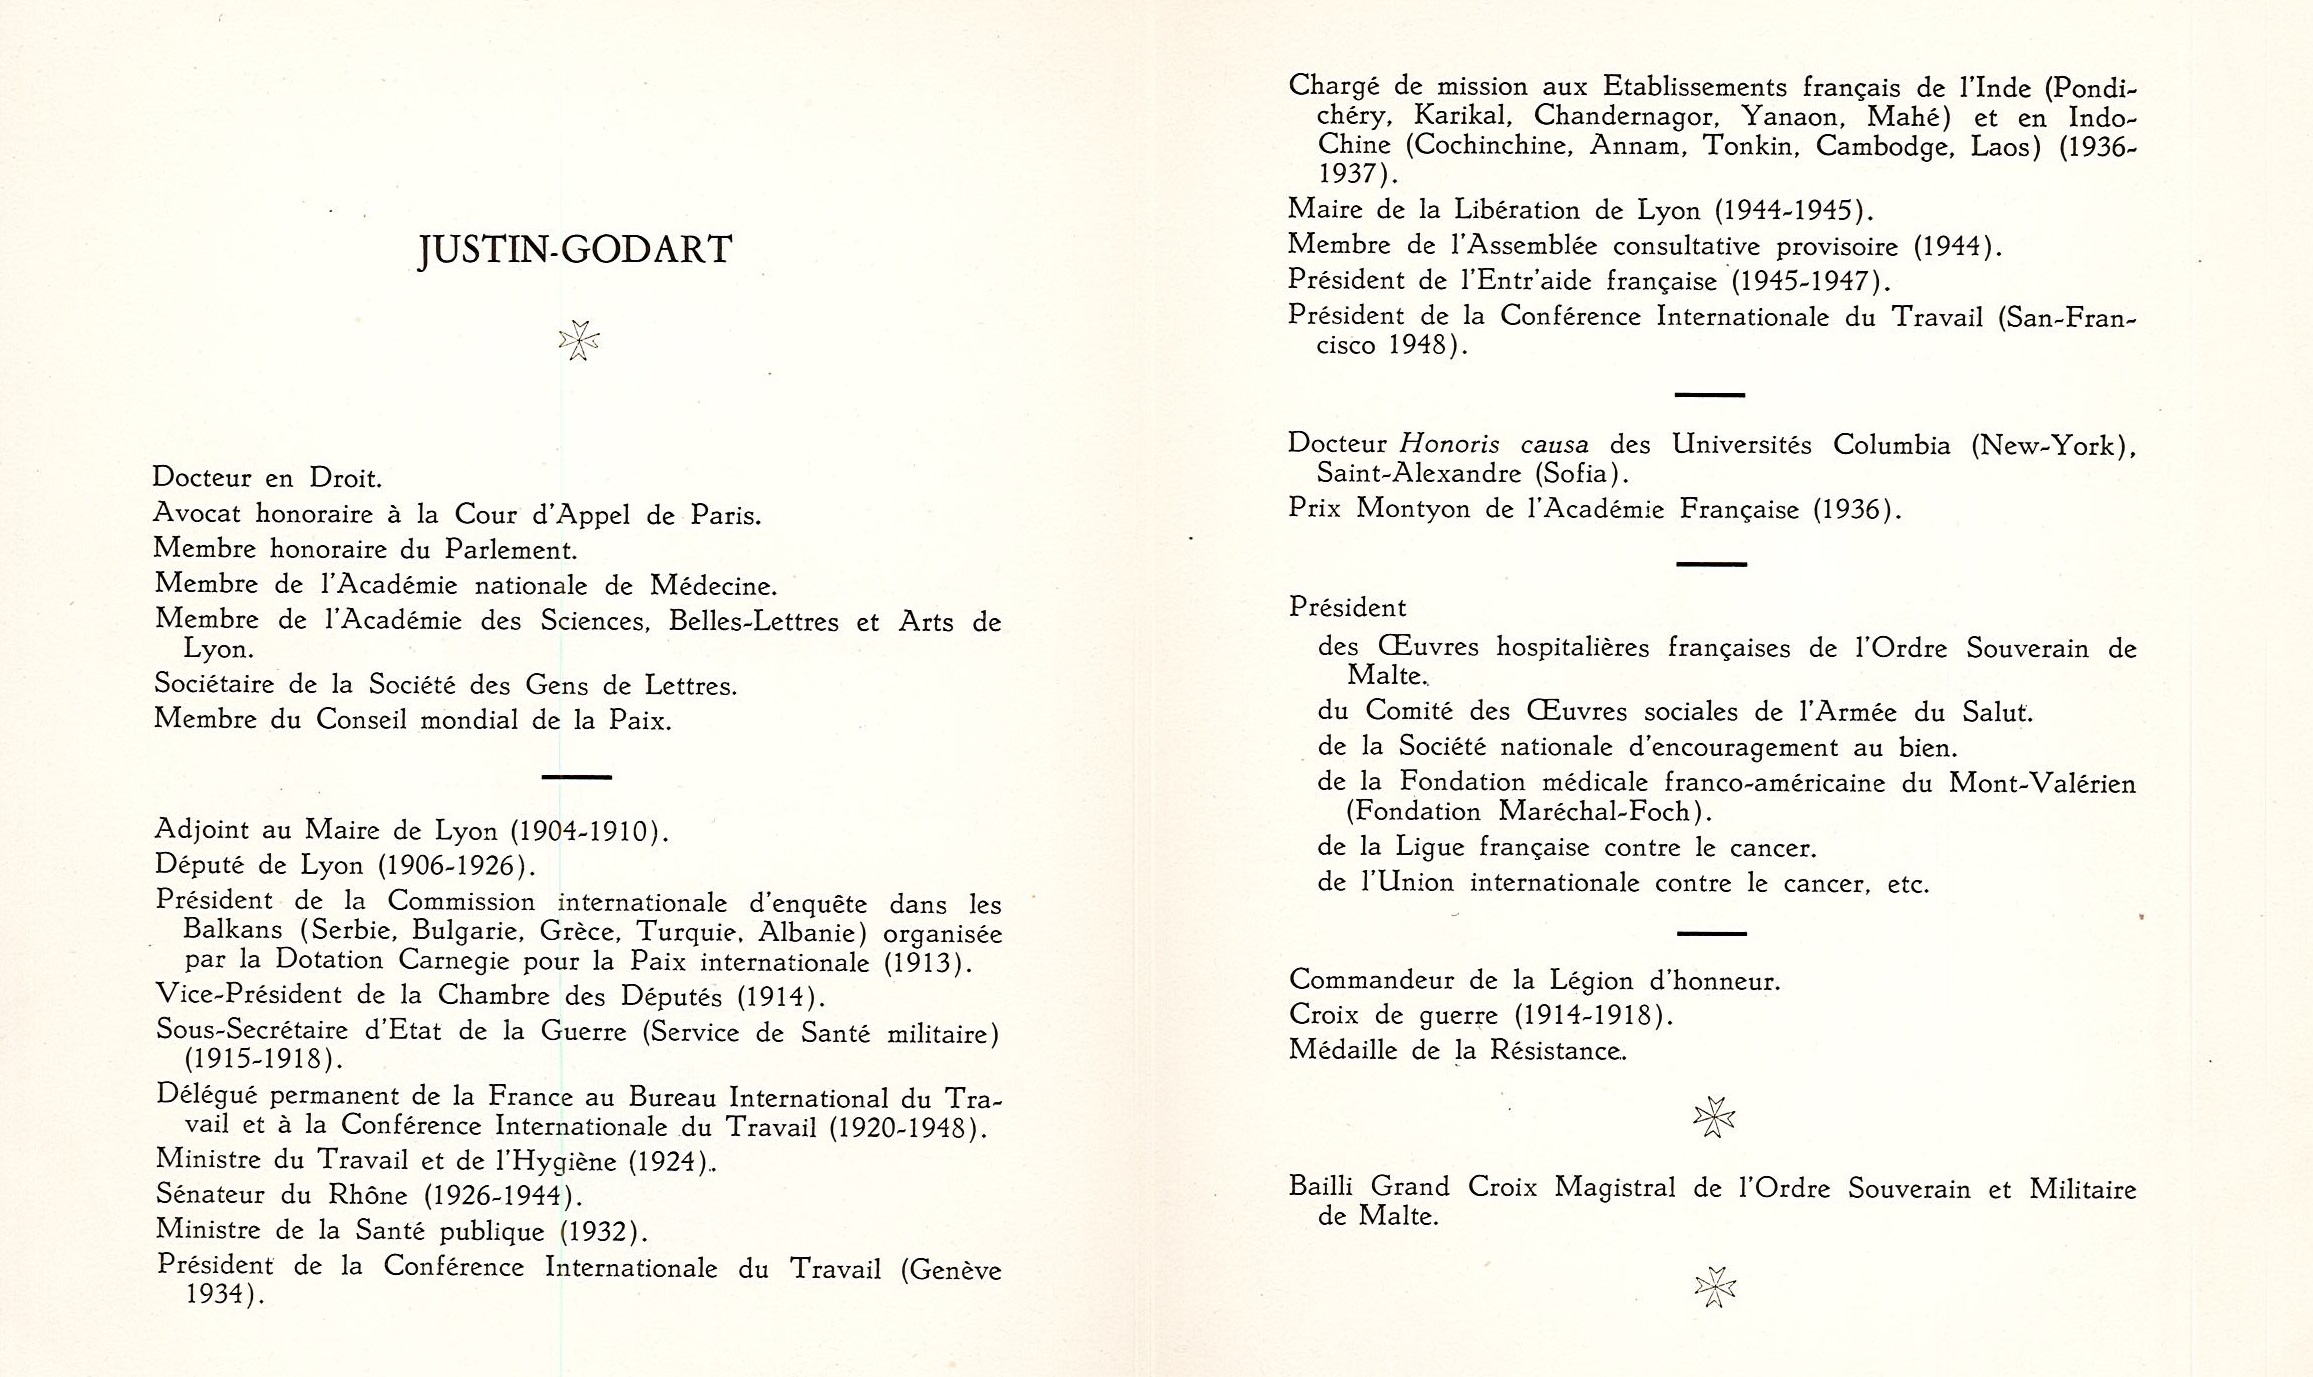 JUSTIN-GODART
Docteur en Droit.
Avocat honoraire à la Cour d'Appel de Paris.
Membre honoraire du Parlement.
Membre de l'Académie nationale de Médecine.
Membre de l'Académie des Sciences, Belles-Lettres et Arts de
Lyon.
Sociétaire de la Société des Gens de Lettres.
Membre du Conseil mondial de la Paix.
Adjoint au Maire de Lyon (1904-1910).
Député de Lyon (1906-1926).
Président de la Commission internationale d'enquête dans les
Balkans (Serbie, Bulgarie, Grèce, Turquie, Albanie) organisée
par la Dotation Carnegie pour la Paix internationale (1913).
Vice-Président de la Chambre des Députés (1914).
Sous-Secrétaire d'Etat de la Guerre (Service de Santé militaire)
(1915-1918).
Délégué permanent de la France au Bureau International du Tra-
vail et à la Conférence Internationale du Travail (1920-1948).
Ministre du Travail et de l'Hygiène (1924).
Sénateur du Rhône (1926-1944).
Ministre de la Santé publique (1932).
Président de la Conférence Internationale du Travail (Genève
1934).
Chargé de mission aux Etablissements français de l'Inde (Pondi-
chéry, Karikal, Chandernagor, Yanaon, Mahé) et en Indo-
Chine (Cochinchine, Annam, Tonkin, Cambodge, Laos) (1936-
1937).
Maire de la Libération de Lyon (1944-1945).
Membre de l'Assemblée consultative provisoire (1944).
Président de l'Entr'aide française (1945-1947).
Président de la Conférence Internationale du Travail (San-Fran-
cisco 1948).
Docteur Honoris causa des Universités Columbia (New-York),
Saint-Alexandre (Sofia).
Prix Montyon de l'Académie Française (1936).
Président
des Œuvres hospitalières françaises de l'Ordre Souverain de
Malte.
du Comité des Œuvres sociales de l'Armée du Salut.
de la Société nationale d'encouragement au bien.
de la Fondation médicale franco-américaine du Mont-Valérien
(Fondation Maréchal-Foch).
de la Ligue française contre le cancer.
de l'Union internationale contre le cancer, etc.
Commandeur de la Légion d'honneur.
Croix de guerre (1914-1918).
Médaille de la Résistance.
Bailli Grand Croix Magistral de l'Ordre Souverain et Militaire
de Malte.